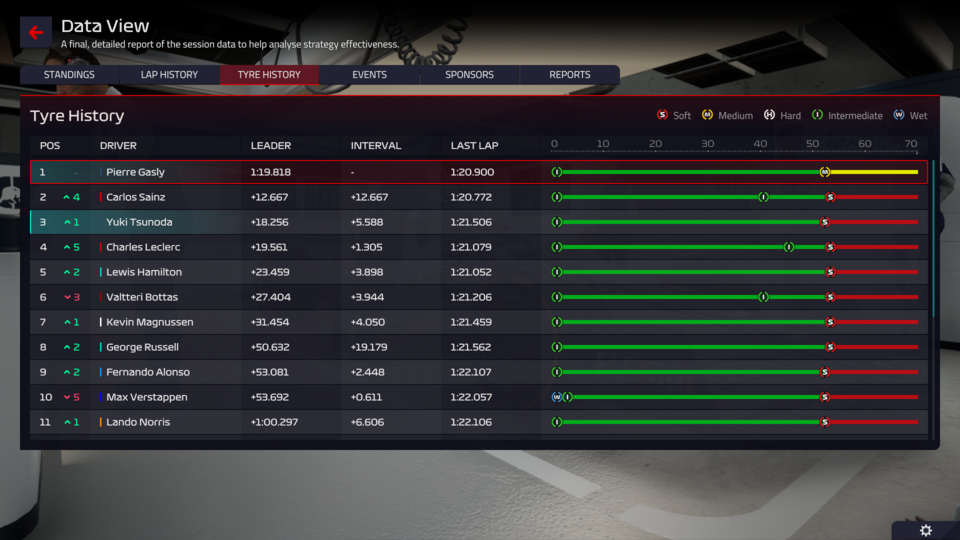 Data View
A final, detailed report of the session data to help analyse strategy effectiveness.
STANDINGS LAP HISTORY TYRE HISTORY EVENTS SPONSORS REPORTS
Tyre History
S Soft M Medium H Hard I Intermediate W Wet
POS DRIVER LEADER INTERVAL LAST LAP 0 10 20 30 40 50 60 70
1 - Pierre Gasly 1:19.818 - 1:20.900 I M
2 4 Carlos Sainz +12.667 +12.667 1:20.772 I I S
3 1 Yuki Tsunoda +18.256 +5.588 1:21.506 I S
4 5 Charles Leclerc +19.561 +1.305 1:21.079 I I S
5 2 Lewis Hamilton +23.459 +3.898 1:21.052 I S
6 3 Valtteri Bottas +27.404 +3.944 1:21.206 I I S
7 1 Kevin Magnussen +31.454 +4.050 1:21.459 I S
8 2 George Russell +50.632 +19.179 1:21.562 I S
9 2 Fernando Alonso +53.081 +2.448 1:22.107 I S
10 5 Max Verstappen +53.692 +0.611 1:22.057 W I S
11 1 Lando Norris +1:00.297 +6.606 1:22.106 I S